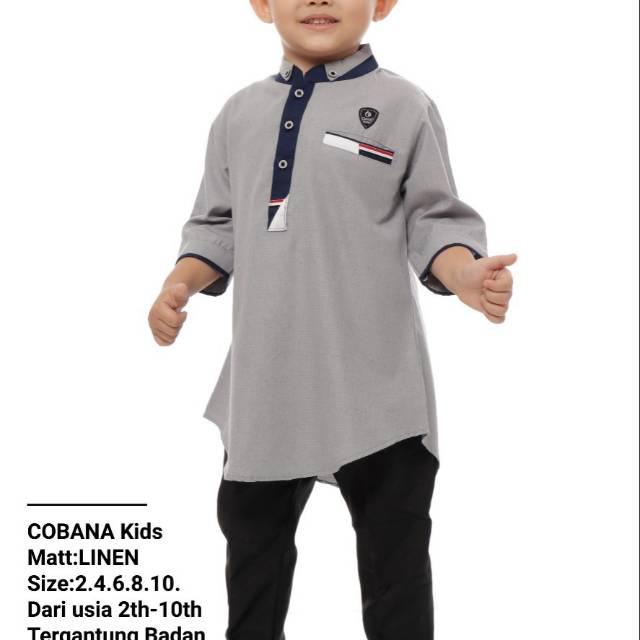 COBANA Kids
Matt:LINEN
Size:2.4.6.8.10.
Dari usia 2th-10th
Tergantung Badan